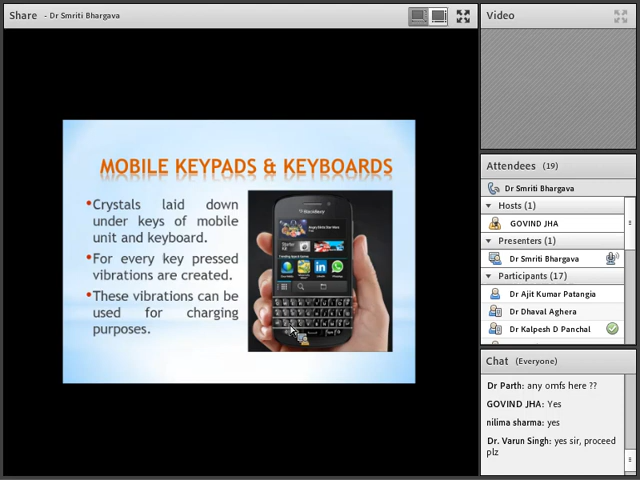 Share - Dr Smriti Bhargava
MOBILE KEYPADS & KEYBOARDS
•Crystals laid down
under keys of mobile
unit and keyboard.
•For every key pressed
vibrations are created.
•These vibrations can be
used for charging
purposes.
BlackBerry
Video
Attendees (19)
Dr Smriti Bhargava
Hosts (1)
GOVIND JHA
Presenters (1)
Dr Smriti Bhargava
Participants (17)
Dr Ajit Kumar Patangia
Dr Dhaval Aghera
Dr Kalpesh D Panchal
Chat (Everyone)
Dr Parth: any omfs here ??
GOVIND JHA: Yes
nilima sharma: yes
Dr. Varun Singh: yes sir, proceed
plz